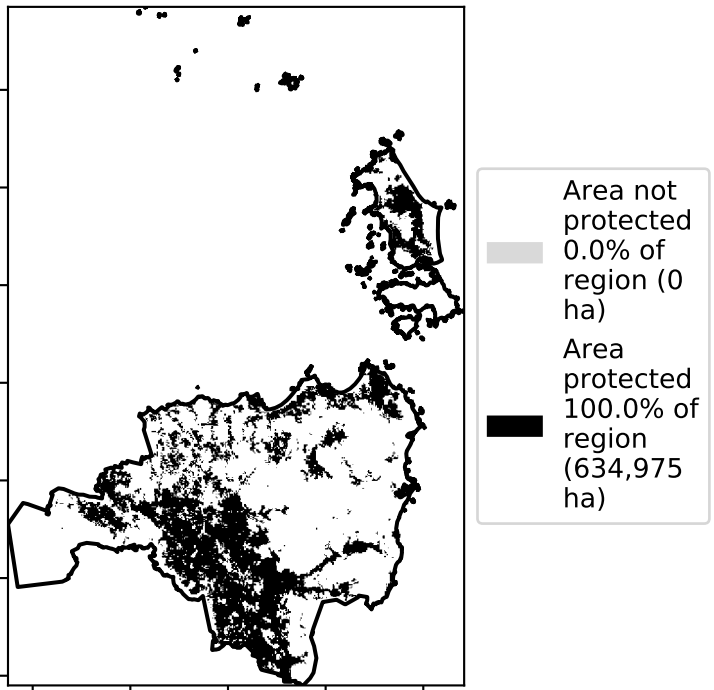 Area not
protected
0.0% of
region (0
ha)
Area
protected
100.0% of
region
(634,975
ha)